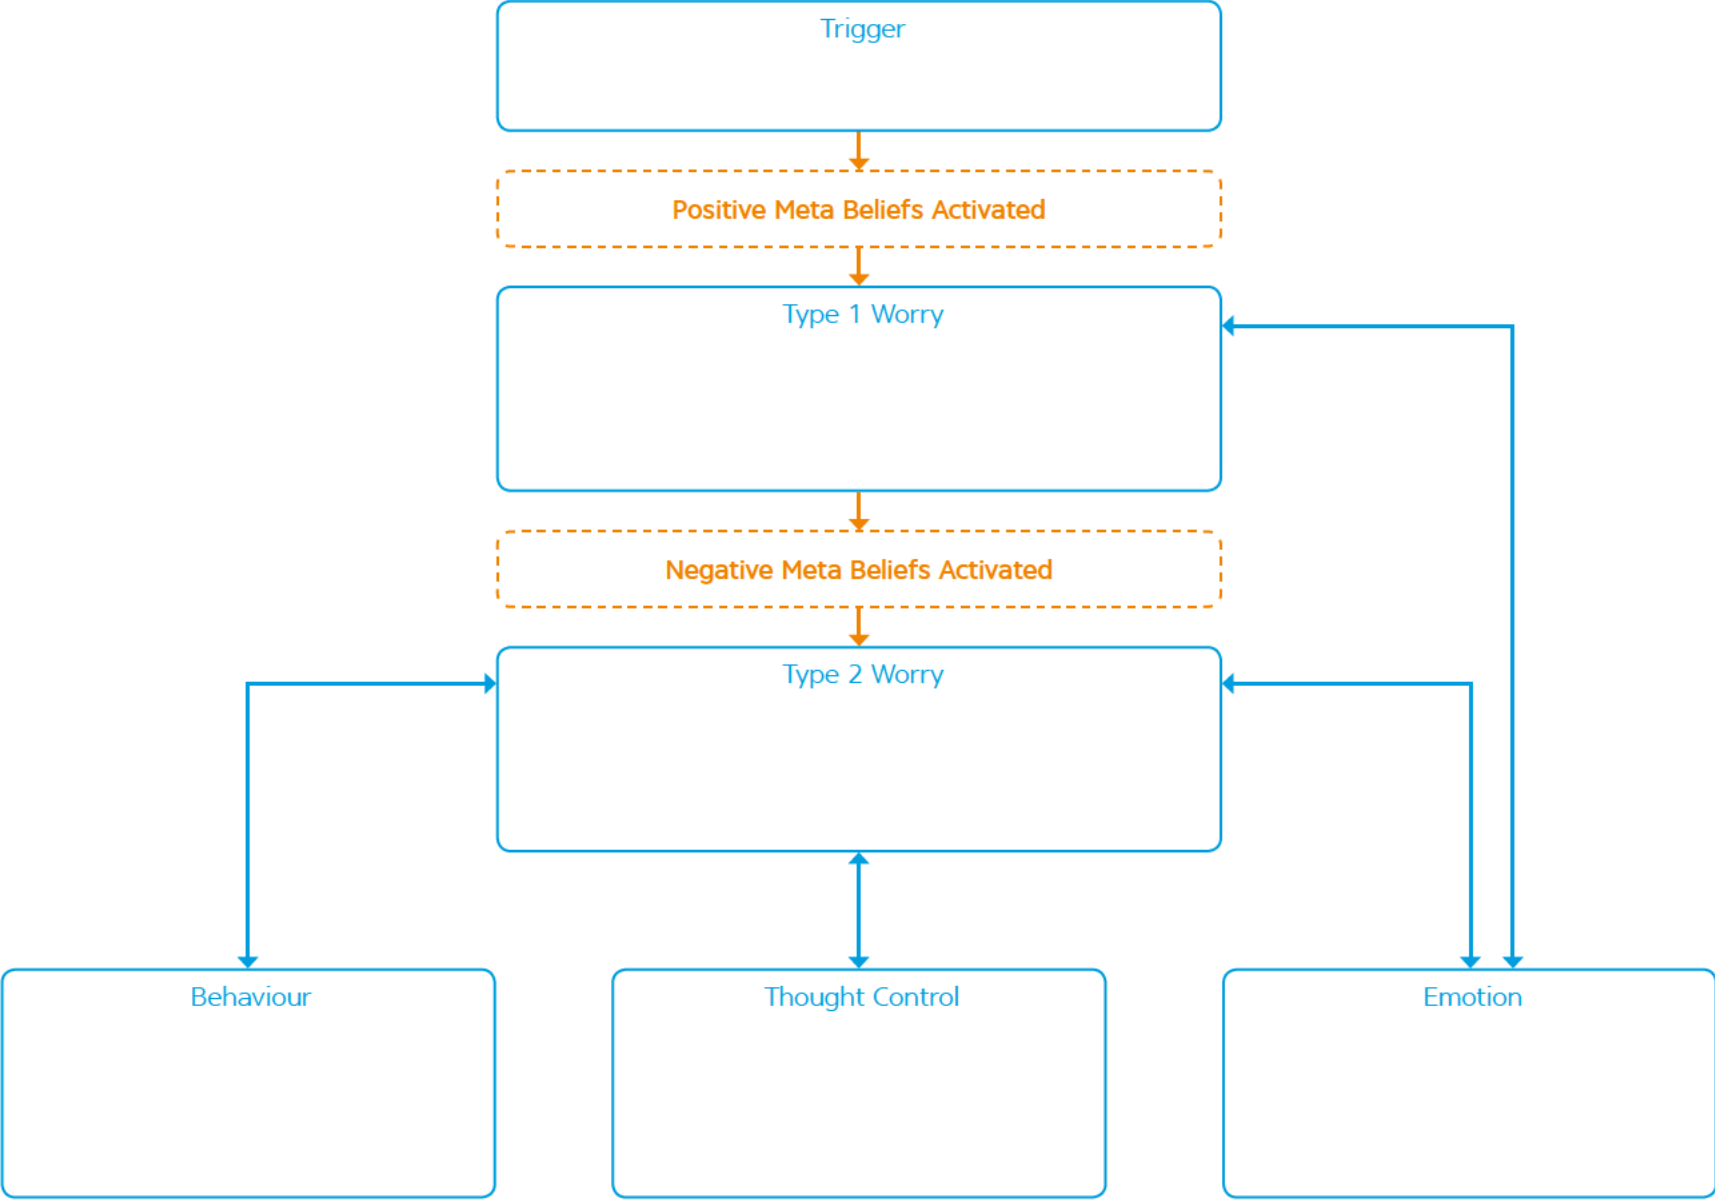 Trigger
Positive Meta Beliefs Activated
Type 1 Worry
Negative Meta Beliefs Activated
Type 2 Worry
Behaviour
Thought Control
Emotion